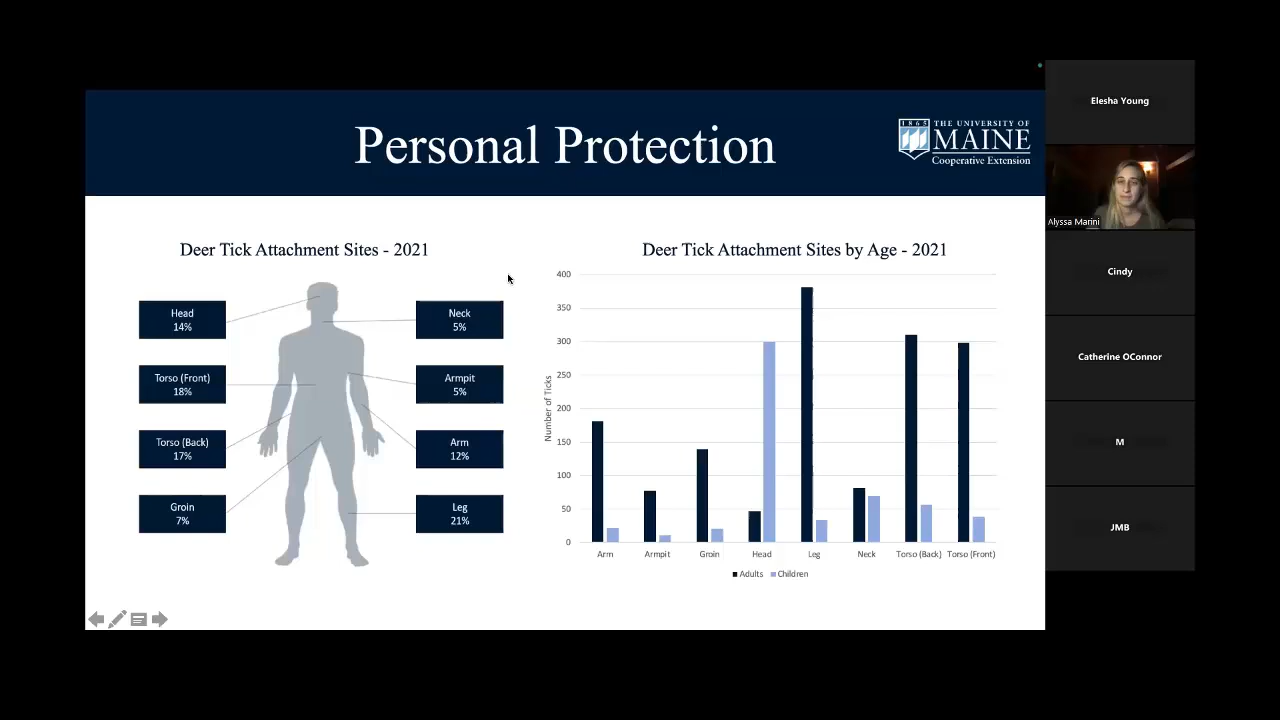 Personal Protection
1865
THE UNIVERSITY OF
MAINE
Cooperative Extension
Deer Tick Attachment Sites - 2021
Head
14%
Neck
5%
Torso (Front)
18%
Armpit
5%
Torso (Back)
17%
Arm
12%
Groin
7%
Leg
21%
Deer Tick Attachment Sites by Age - 2021
Number of Ticks
400
350
300
250
200
150
100
50
0
Arm Armpit Groin Head Leg Neck Torso (Back) Torso (Front)
Adults Children
Elesha Young
Alyssa Marini
Cindy
Catherine OConnor
M
JMB